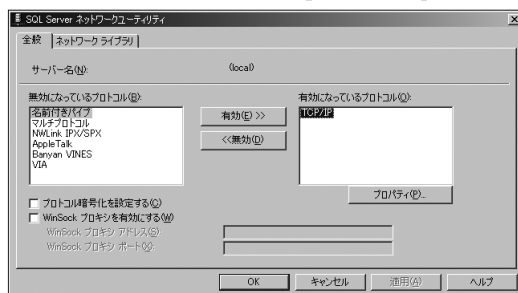 SQL Server ネットワークユーティリティ
全般 ネットワーク ライブラリ
サーバー名(N): (local)
無効になっているプロトコル(B): 有効になっているプロトコル(O):
名前付きパイプ
マルチプロトコル
NWLink IPX/SPX
AppleTalk
Banyan VINES
VIA
有効(E) >>
<<無効(D)
TCP/IP
プロパティ(P)...
プロトコル暗号化を設定する(C)
WinSock プロキシを有効にする(W)
WinSock プロキシ アドレス(S):
WinSock プロキシ ポート(X):
OK キャンセル 適用(A) ヘルプ